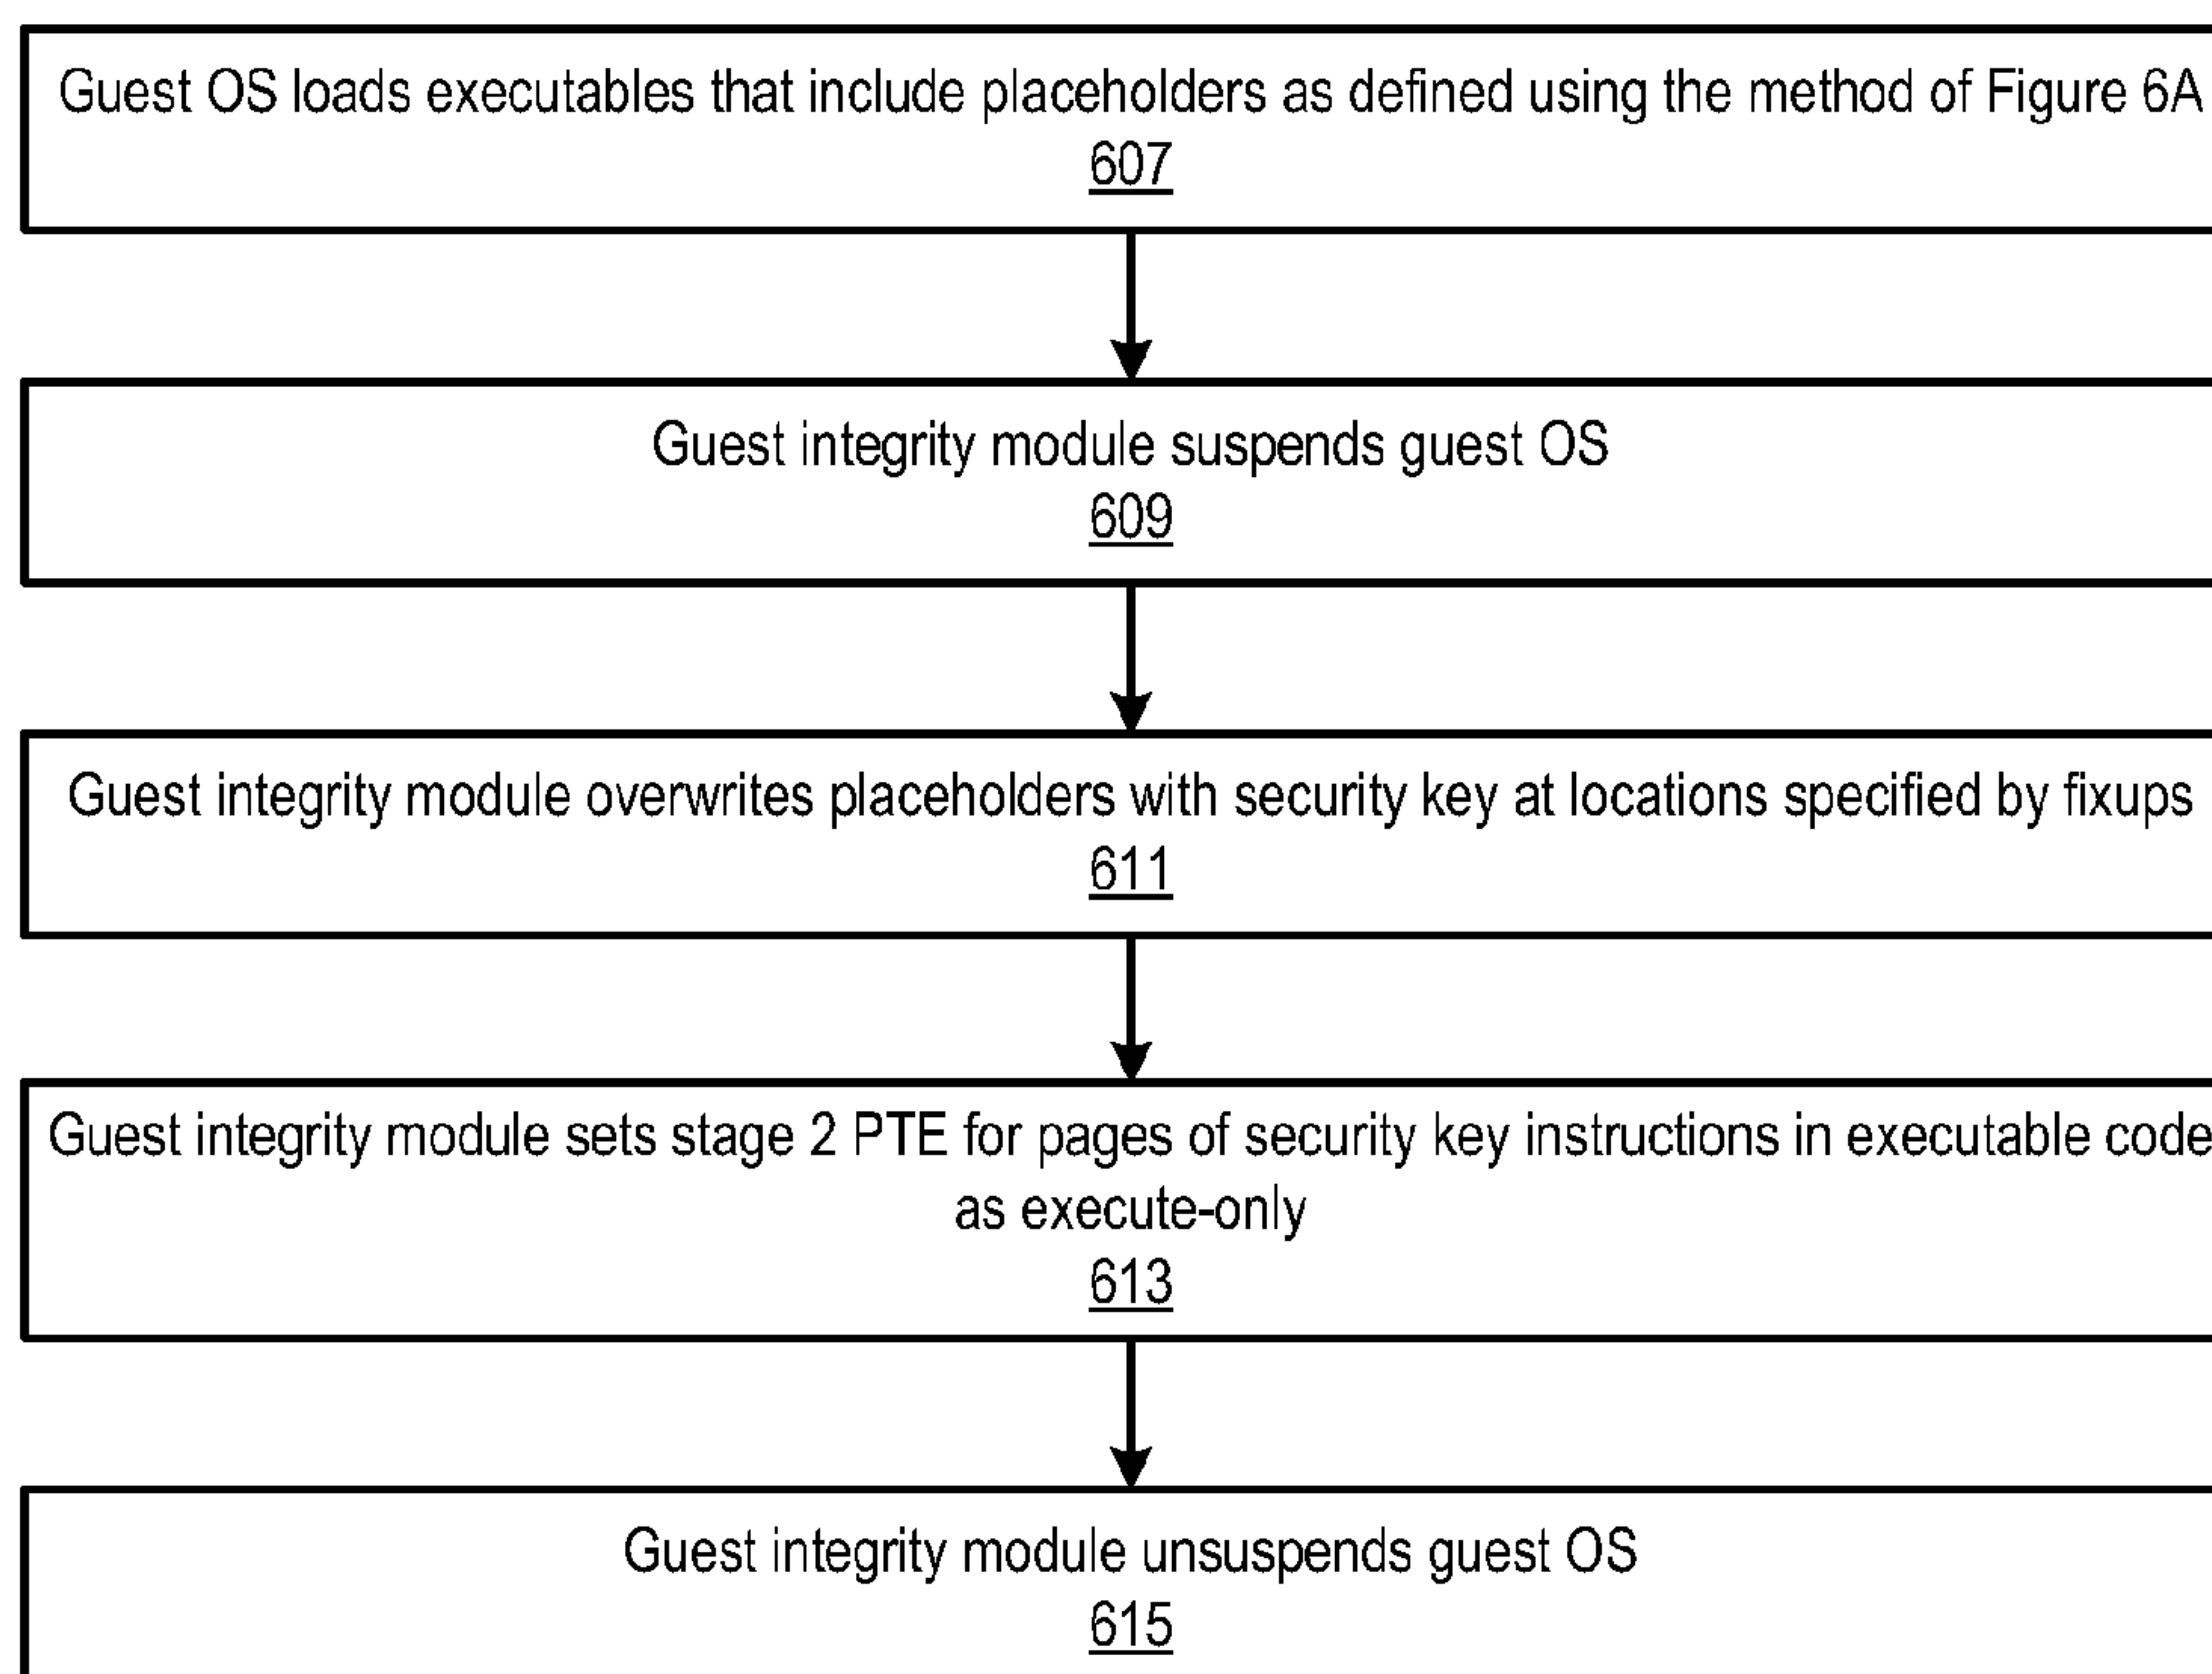 Guest OS loads executables that include placeholders as defined using the method of Figure 6A
607
Guest integrity module suspends guest OS
609
Guest integrity module overwrites placeholders with security key at locations specified by fixups
611
Guest integrity module sets stage 2 PTE for pages of security key instructions in executable code
as execute-only
613
Guest integrity module unsuspends guest OS
615